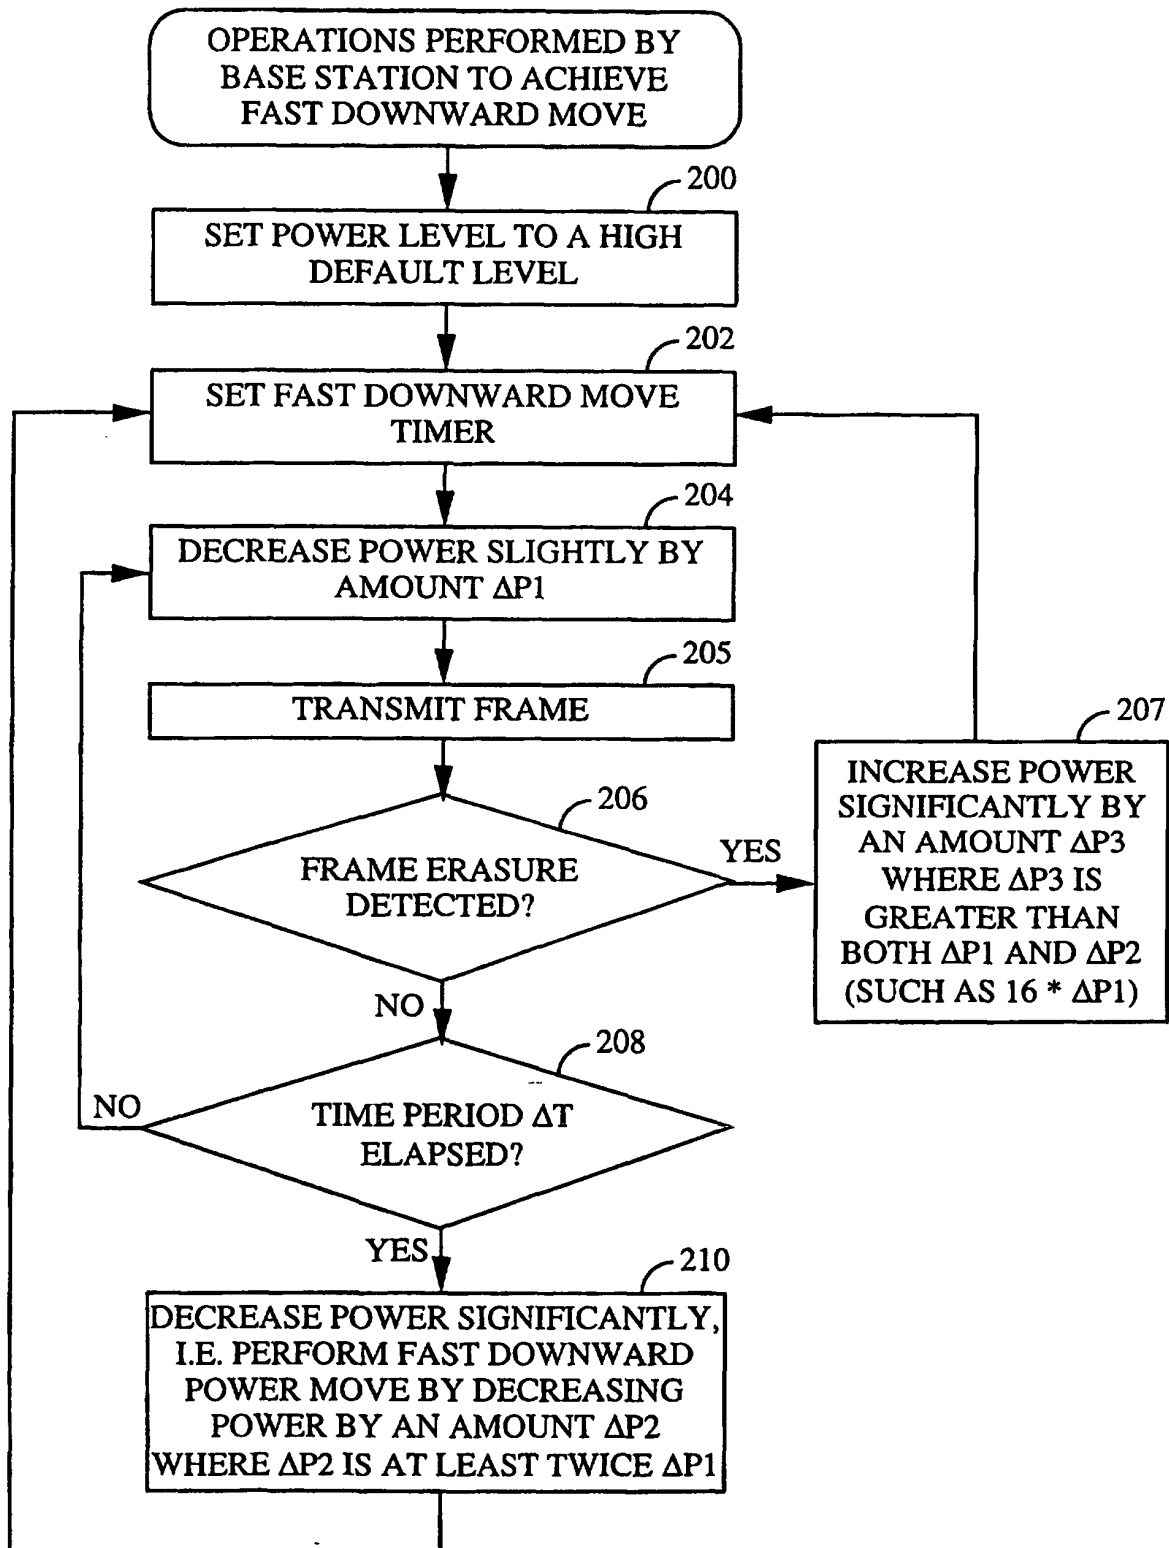 OPERATIONS PERFORMED BY
BASE STATION TO ACHIEVE
FAST DOWNWARD MOVE
200
SET POWER LEVEL TO A HIGH
DEFAULT LEVEL
202
SET FAST DOWNWARD MOVE
TIMER
204
DECREASE POWER SLIGHTLY BY
AMOUNT ΔP1
205
TRANSMIT FRAME
206
FRAME ERASURE
DETECTED?
YES
207
INCREASE POWER
SIGNIFICANTLY BY
AN AMOUNT ΔP3
WHERE ΔP3 IS
GREATER THAN
BOTH ΔP1 AND ΔP2
(SUCH AS 16 * ΔP1)
NO
208
TIME PERIOD ΔT
ELAPSED?
NO
YES
210
DECREASE POWER SIGNIFICANTLY,
I.E. PERFORM FAST DOWNWARD
POWER MOVE BY DECREASING
POWER BY AN AMOUNT ΔP2
WHERE ΔP2 IS AT LEAST TWICE ΔP1